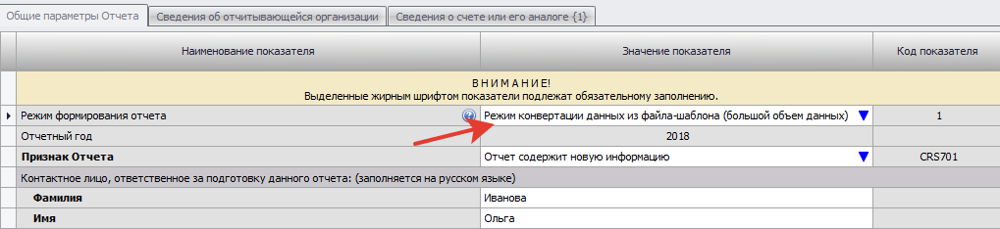 Общие параметры Отчета Сведения об отчитывающейся организации Сведения о счете или его аналоге {1}
Наименование показателя Значение показателя Код показателя
В Н И М А Н И Е!
Выделенные жирным шрифтом показатели подлежат обязательному заполнению.
Режим формирования отчета ? Режим конвертации данных из файла-шаблона (большой объем данных) 1
Отчетный год 2018
Признак Отчета Отчет содержит новую информацию CRS701
Контактное лицо, ответственное за подготовку данного отчета: (заполняется на русском языке)
Фамилия Иванова
Имя Ольга